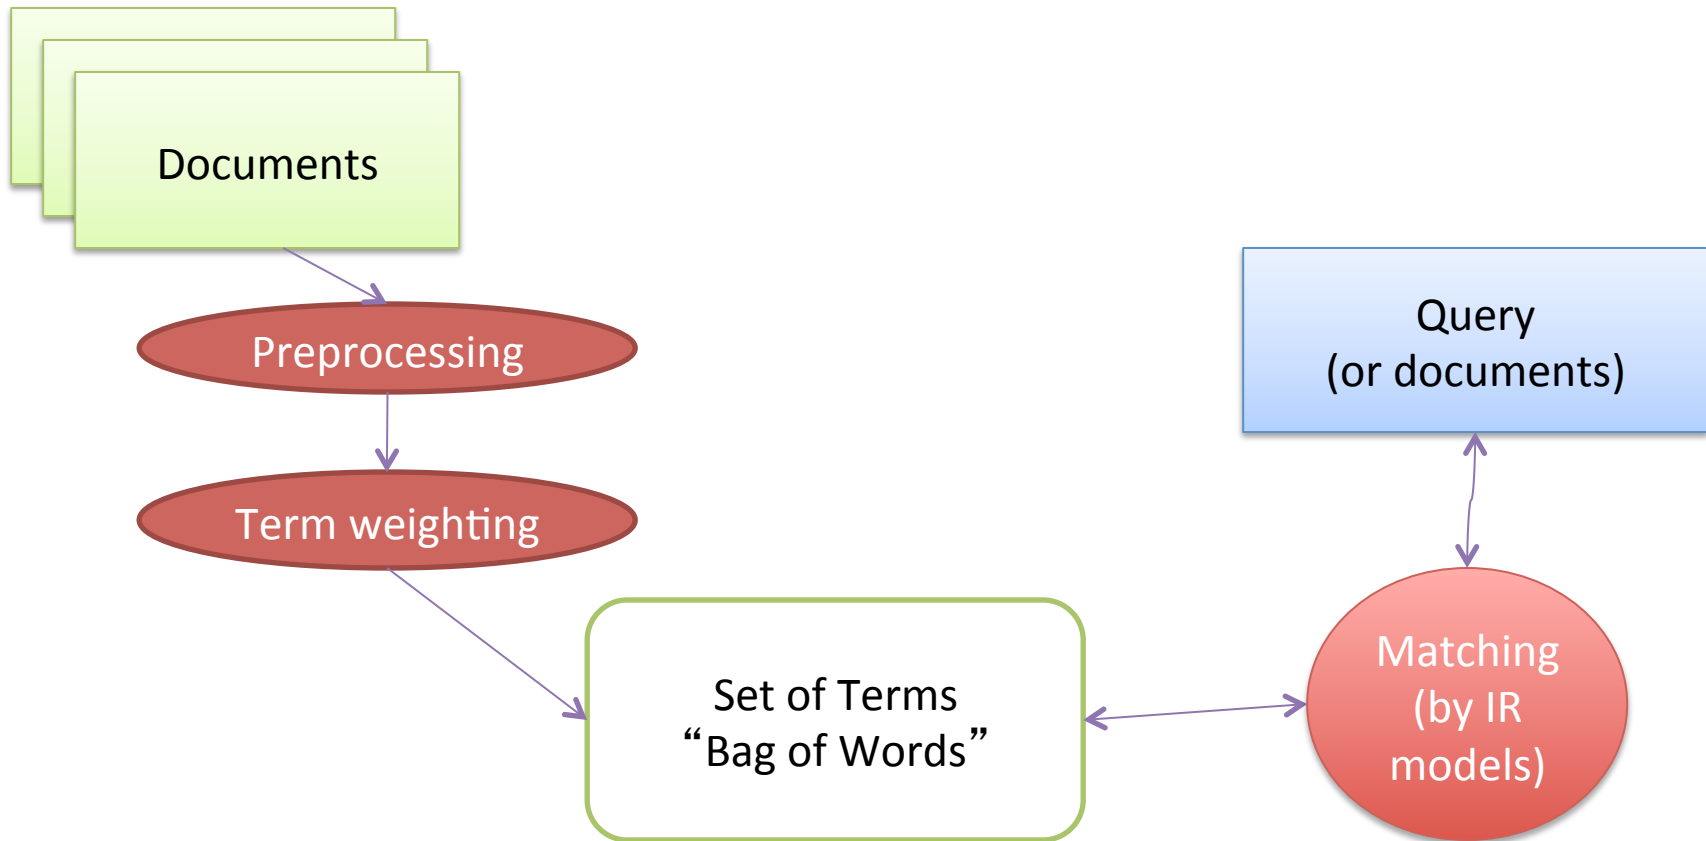 Documents
Preprocessing
Term weighting
Set of Terms
“Bag of Words”
Query
(or documents)
Matching
(by IR
models)